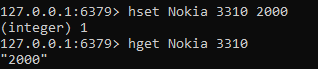 127.0.0.1:6379> hset Nokia 3310 2000
(integer) 1
127.0.0.1:6379> hget Nokia 3310
"2000"